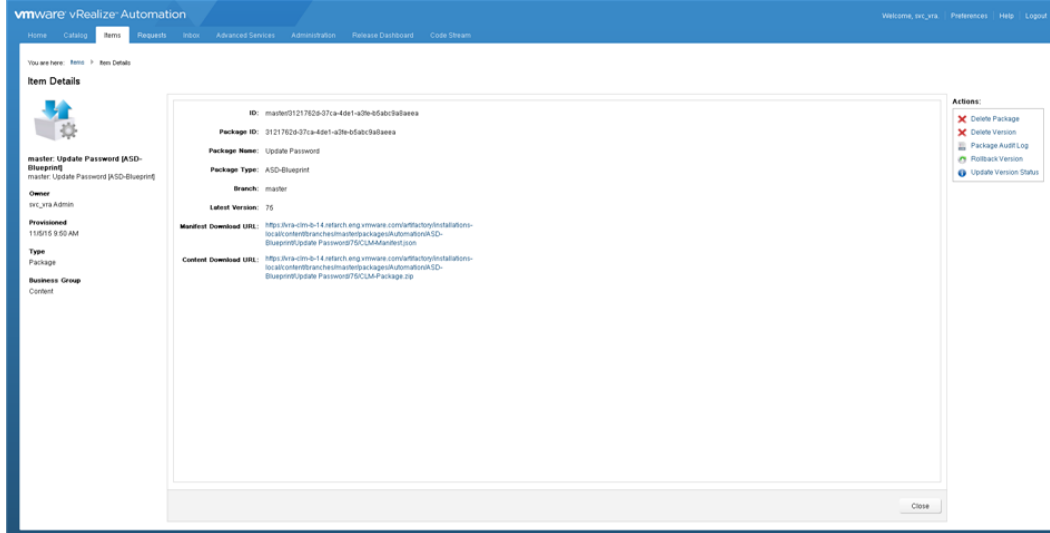 vmware vRealize Automation
Welcome, svc_vra. Preferences Help Logout
Home Catalog Items Requests Inbox Advanced Services Administration Release Dashboard Code Stream
You are here: Items Item Details
Item Details
master: Update Password [ASD-
Blueprint]
master: Update Password [ASD-Blueprint]
Owner
svc_vra Admin
Provisioned
11/5/15 9:50 AM
Type
Package
Business Group
Content
ID: master/3121762d-37ca-4de1-a3fe-b5abc9a8aeea
Package ID: 3121762d-37ca-4de1-a3fe-b5abc9a8aeea
Package Name: Update Password
Package Type: ASD-Blueprint
Branch: master
Latest Version: 75
Manifest Download URL: https://vra-clm-b-14.refarch.eng.vmware.com/artifactory/installations-
local/content/branches/master/packages/Automation/ASD-
Blueprint/Update Password/75/CLM-Manifest.json
Content Download URL: https://vra-clm-b-14.refarch.eng.vmware.com/artifactory/installations-
local/content/branches/master/packages/Automation/ASD-
Blueprint/Update Password/75/CLM-Package.zip
Close
Actions:
Delete Package
Delete Version
Package Audit Log
Rollback Version
Update Version Status